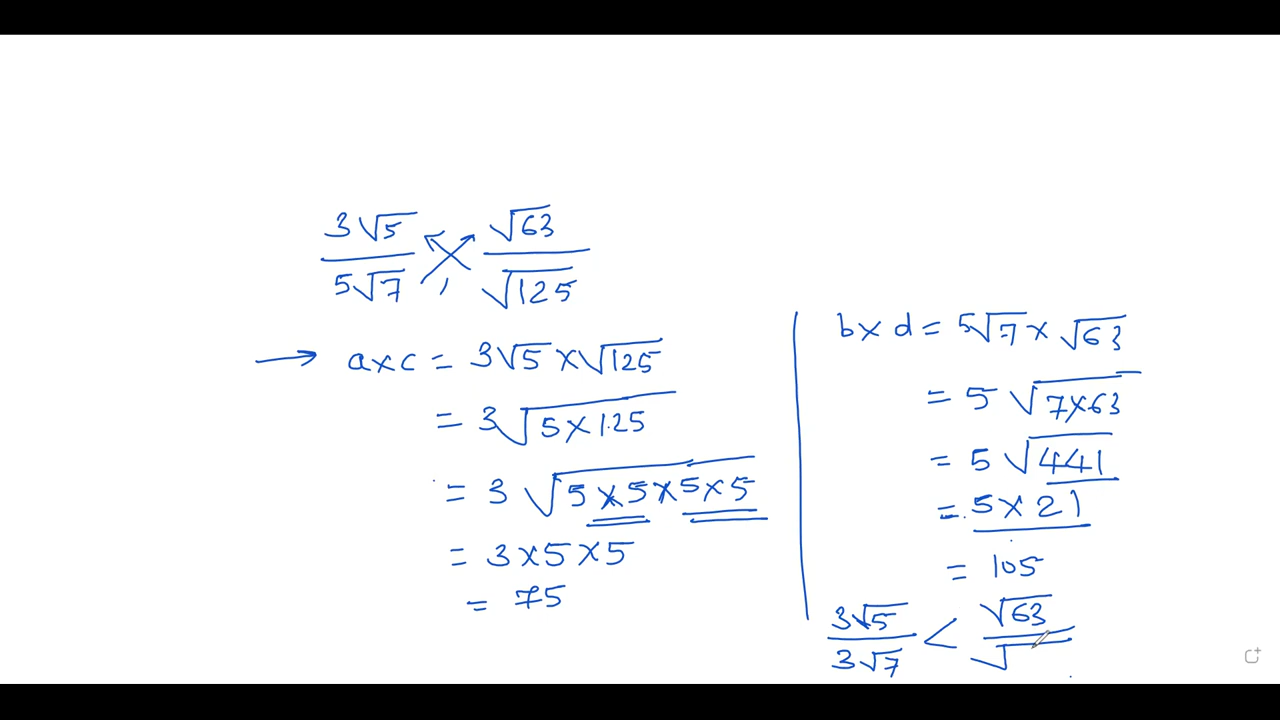 3√5 √63
5√7 , √125
→ a×c = 3√5 × √125
= 3√5×125
= 3 √5×5×5×5
= 3×5×5
= 75
b× d = 5√7 × √63
= 5 √7×63
= 5 √441
= 5 × 21
= 105
3√5 < √63
3√7 √